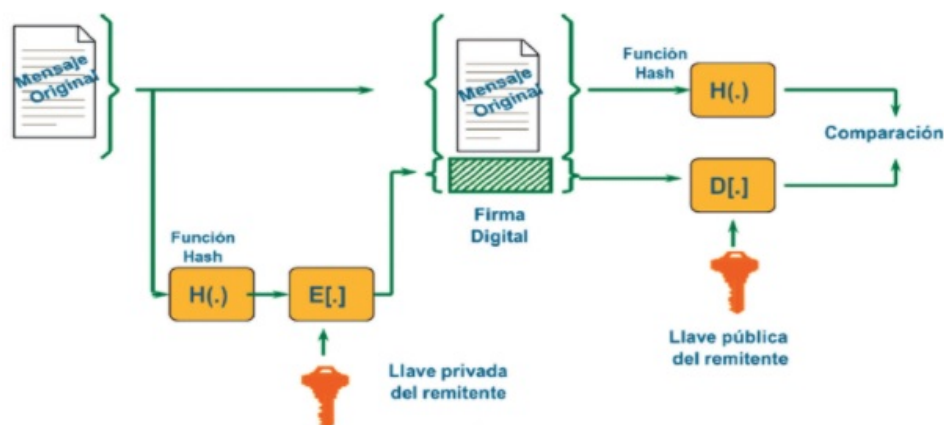 Mensaje
Original
Mensaje
Original
Función
Hash
H(.)
Comparación
D[.]
Firma
Digital
Función
Hash
H(.)
E[.]
Llave pública
del remitente
Llave privada
del remitente